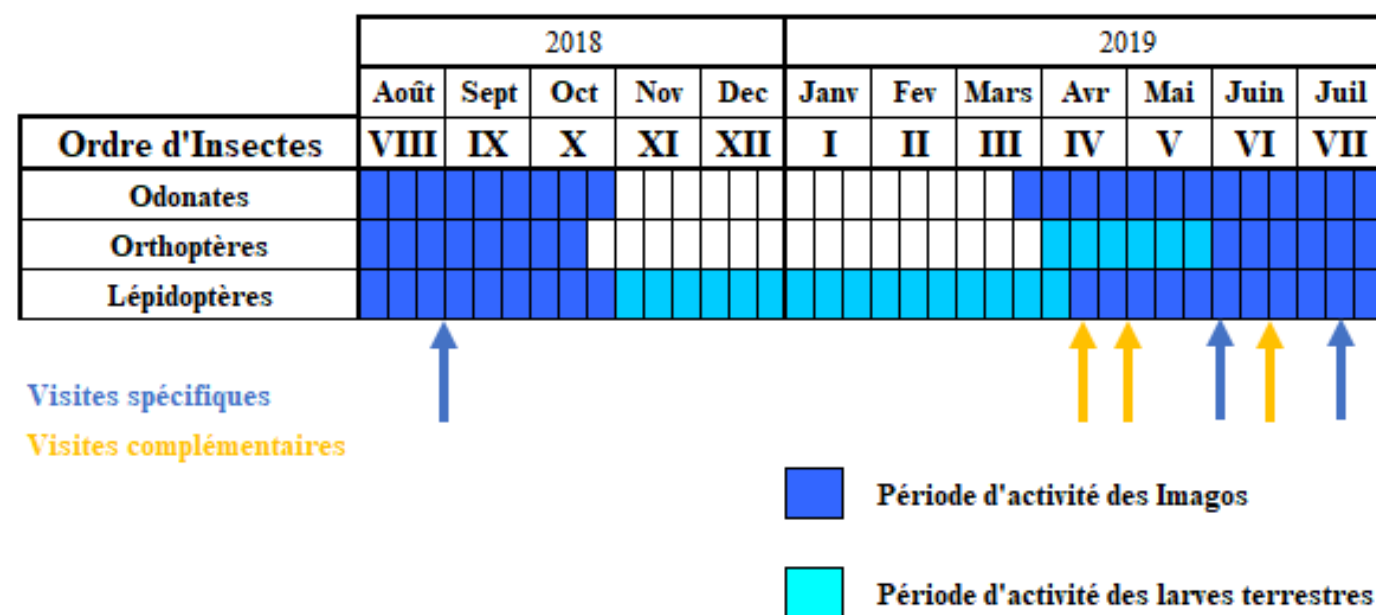 2018 2019
Août Sept Oct Nov Dec Janv Fev Mars Avr Mai Juin Juil
Ordre d'Insectes VIII IX X XI XII I II III IV V VI VII
Odonates
Orthoptères
Lépidoptères
Visites spécifiques
Visites complémentaires
Période d'activité des Imagos
Période d'activité des larves terrestres